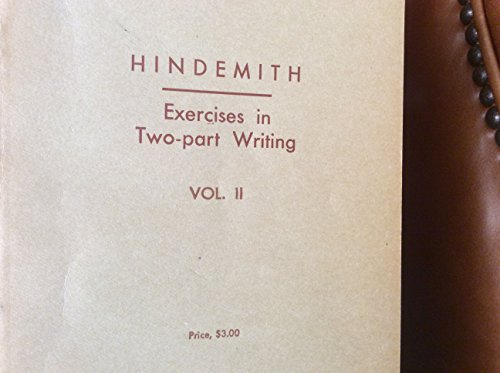 HINDEMITH
Exercises in
Two-part Writing
VOL. II
Price, $3.00